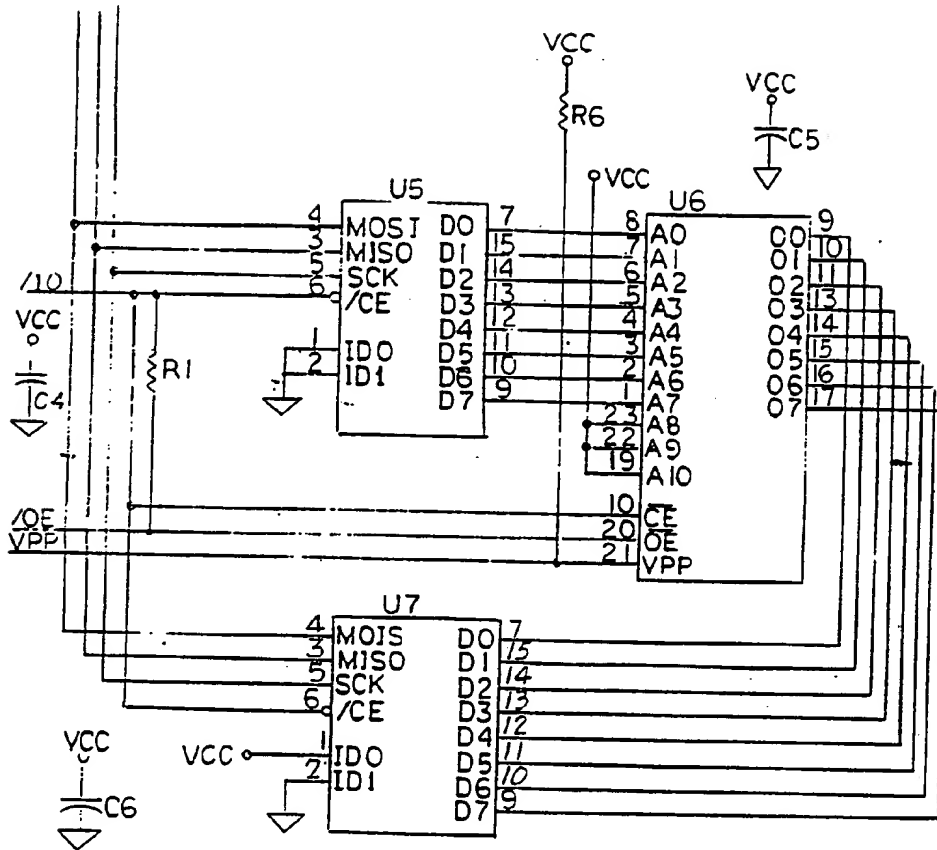 VCC
R6
VCC
C5
VCC
U5
U6
4 MOSI D0 7
3 MISO D1 15
5 SCK D2 14
6 /CE D3 13
D4 12
1 ID0 D5 11
2 ID1 D6 10
D7 9
8 A0 O0 9
7 A1 O1 10
6 A2 O2 11
5 A3 O3 13
4 A4 O4 14
3 A5 O5 15
2 A6 O6 16
1 A7 O7 17
23 A8
22 A9
19 A10
10 CE
20 OE
21 VPP
/10
VCC
C4
R1
/OE
VPP
U7
4 MOIS D0 7
3 MISO D1 15
5 SCK D2 14
6 /CE D3 13
D4 12
VCC 1 ID0 D5 11
2 ID1 D6 10
D7 9
VCC
C6